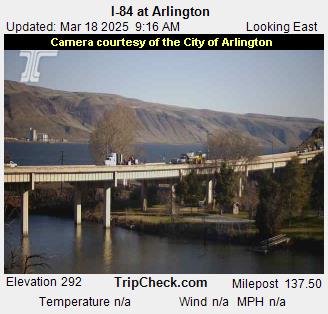 I-84 at Arlington
Updated: Mar 18 2025 9:16 AM Looking East
Camera courtesy of the City of Arlington
Elevation 292 TripCheck.com Milepost 137.50
Temperature n/a Wind n/a MPH n/a